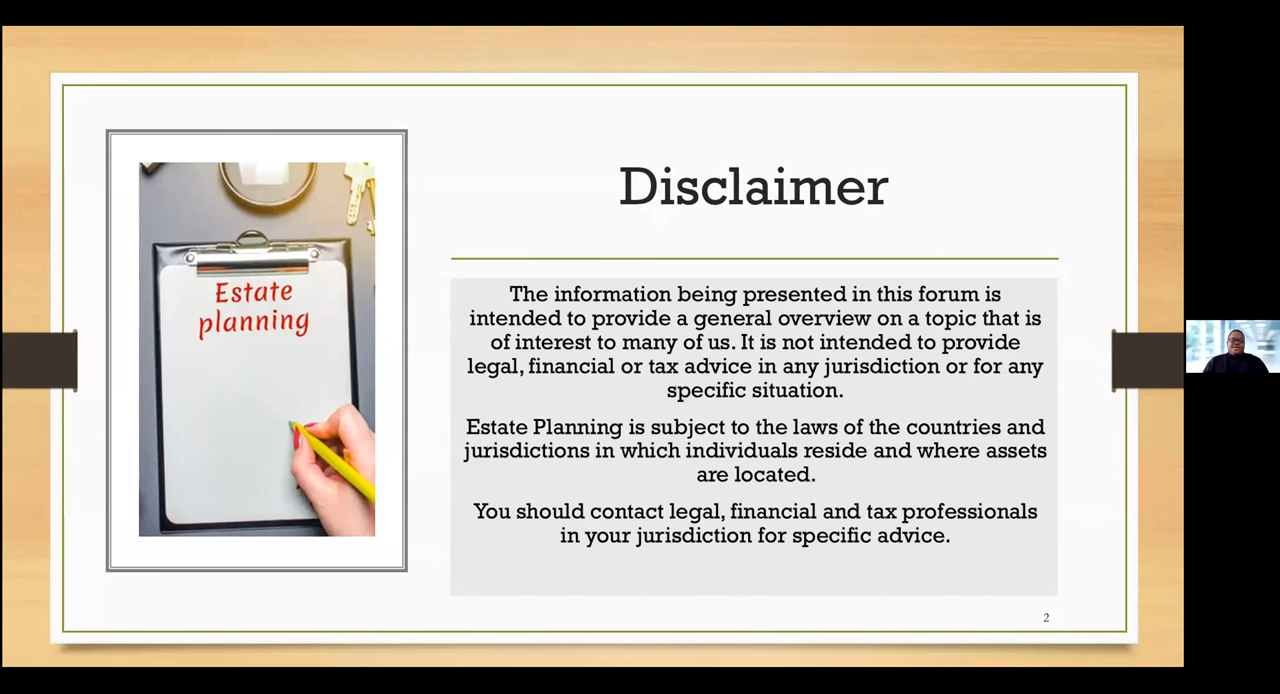 Estate
planning
Disclaimer
The information being presented in this forum is
intended to provide a general overview on a topic that is
of interest to many of us. It is not intended to provide
legal, financial or tax advice in any jurisdiction or for any
specific situation.
Estate Planning is subject to the laws of the countries and
jurisdictions in which individuals reside and where assets
are located.
You should contact legal, financial and tax professionals
in your jurisdiction for specific advice.
2